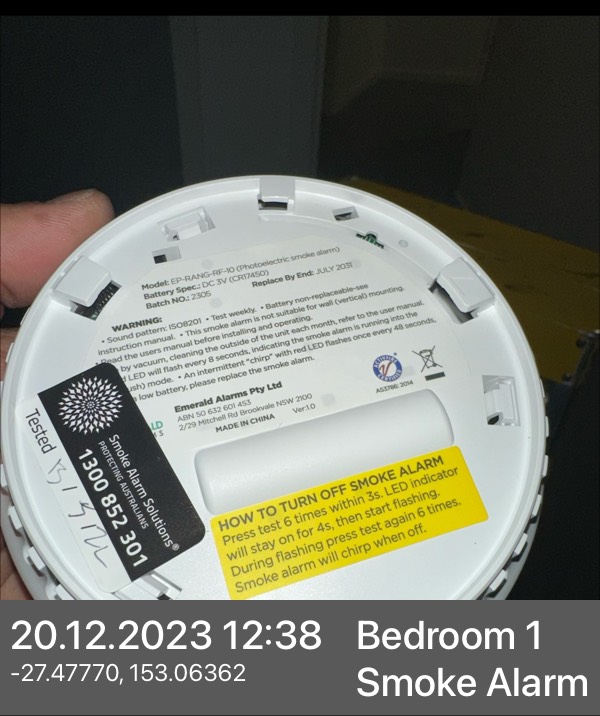 Model: EP-RANG-RF-10 (Photoelectric smoke alarm)
Battery Spec.: DC 3V (CR17450)
Replace By End: JULY 2031
Batch NO.: 2305
WARNING:
• Sound pattern: ISO8201 • Test weekly. • Battery non-replaceable-see
instruction manual. • This smoke alarm is not suitable for wall (vertical) mounting.
Read the users manual before installing and operating.
by vacuum, cleaning the outside of the unit each month, refer to the user manual.
LED will flash every 8 seconds, indicating the smoke alarm is running into the
mode. • An intermittent "chirp" with red LED flashes once every 48 seconds,
low battery, please replace the smoke alarm.
Emerald Alarms Pty Ltd
ABN 50 632 601 453
2/29 Mitchell Rd Brookvale NSW 2100
MADE IN CHINA Ver:1.0
AS3786: 2014
Smoke Alarm Solutions®
PROTECTING AUSTRALIANS
1300 852 301
Tested
HOW TO TURN OFF SMOKE ALARM
Press test 6 times within 3s. LED indicator
will stay on for 4s, then start flashing.
During flashing press test again 6 times.
Smoke alarm will chirp when off.
20.12.2023 12:38
-27.47770, 153.06362
Bedroom 1
Smoke Alarm